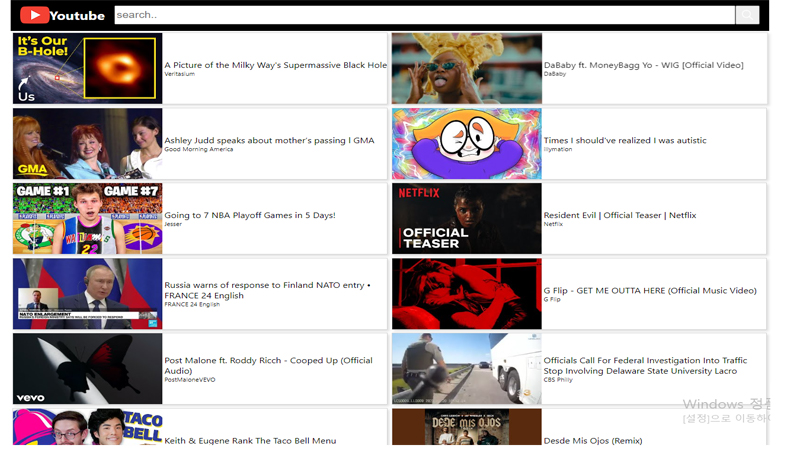 Youtube
search..
It's Our
B-Hole!
Us
A Picture of the Milky Way's Supermassive Black Hole
Veritasium
DaBaby ft. MoneyBagg Yo - WIG [Official Video]
DaBaby
GMA
Ashley Judd speaks about mother's passing l GMA
Good Morning America
Times I should've realized I was autistic
illymation
GAME #1
GAME #7
22
Going to 7 NBA Playoff Games in 5 Days!
Jesser
NETFLIX
OFFICIAL
TEASER
Resident Evil | Official Teaser | Netflix
Netflix
NATO ENLARGEMENT
Russia warns of response to Finland NATO entry •
FRANCE 24 English
FRANCE 24 English
G Flip - GET ME OUTTA HERE (Official Music Video)
G Flip
vevo
Post Malone ft. Roddy Ricch - Cooped Up (Official
Audio)
PostMaloneVEVO
Officials Call For Federal Investigation Into Traffic
Stop Involving Delaware State University Lacro
CBS Philly
TACO
BELL
Keith & Eugene Rank The Taco Bell Menu
DEDE MIS OJOS
Desde Mis Ojos (Remix)
Windows 정품
[설정]으로 이동하